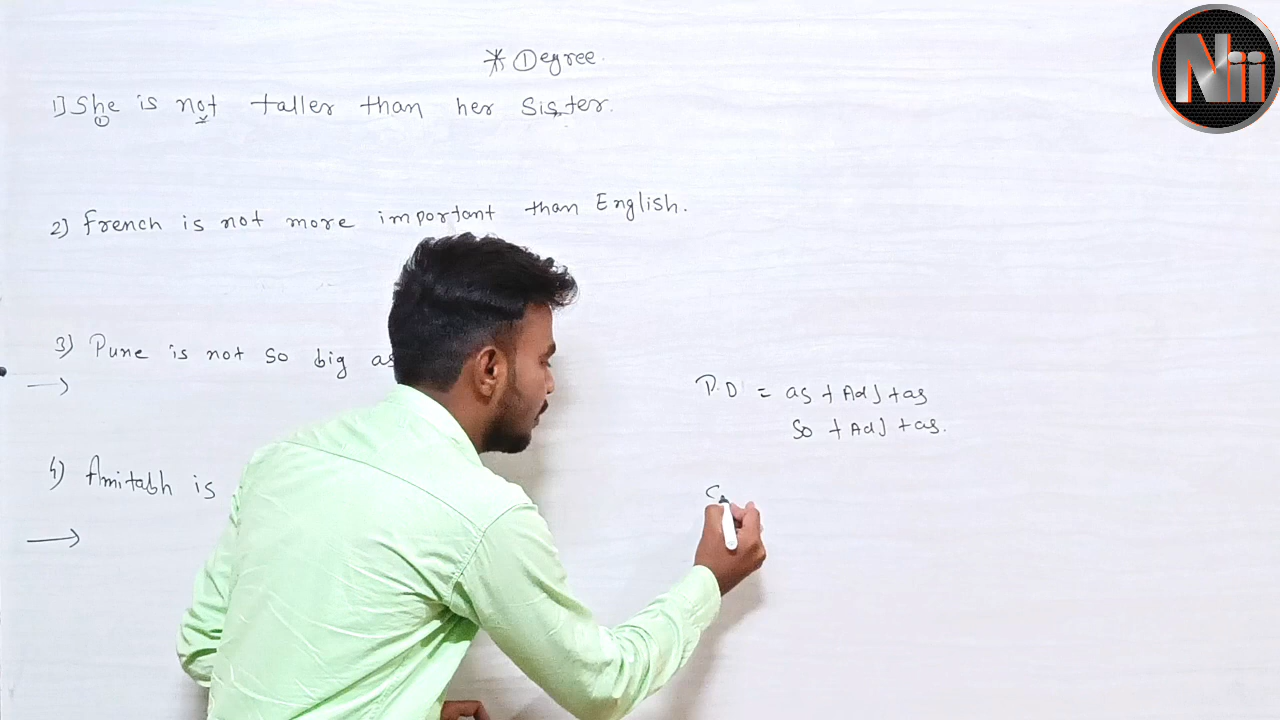 * Degree.
1) She is not taller than her Sister.
2) French is not more important than English.
3) Pune is not so big as
P.D = as + Adj + as
So + Adj + as.
4) Amitabh is
C
Nii